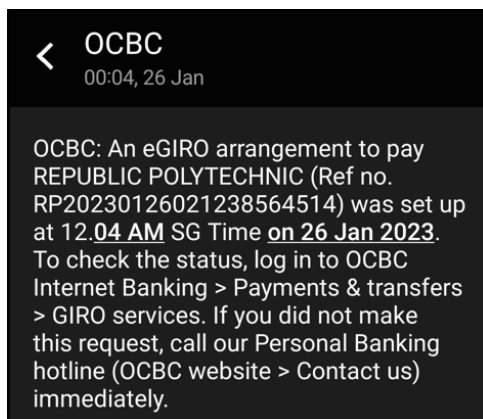 OCBC
00:04, 26 Jan
OCBC: An eGIRO arrangement to pay
REPUBLIC POLYTECHNIC (Ref no.
RP20230126021238564514) was set up
at 12.04 AM SG Time on 26 Jan 2023.
To check the status, log in to OCBC
Internet Banking > Payments & transfers
> GIRO services. If you did not make
this request, call our Personal Banking
hotline (OCBC website > Contact us)
immediately.